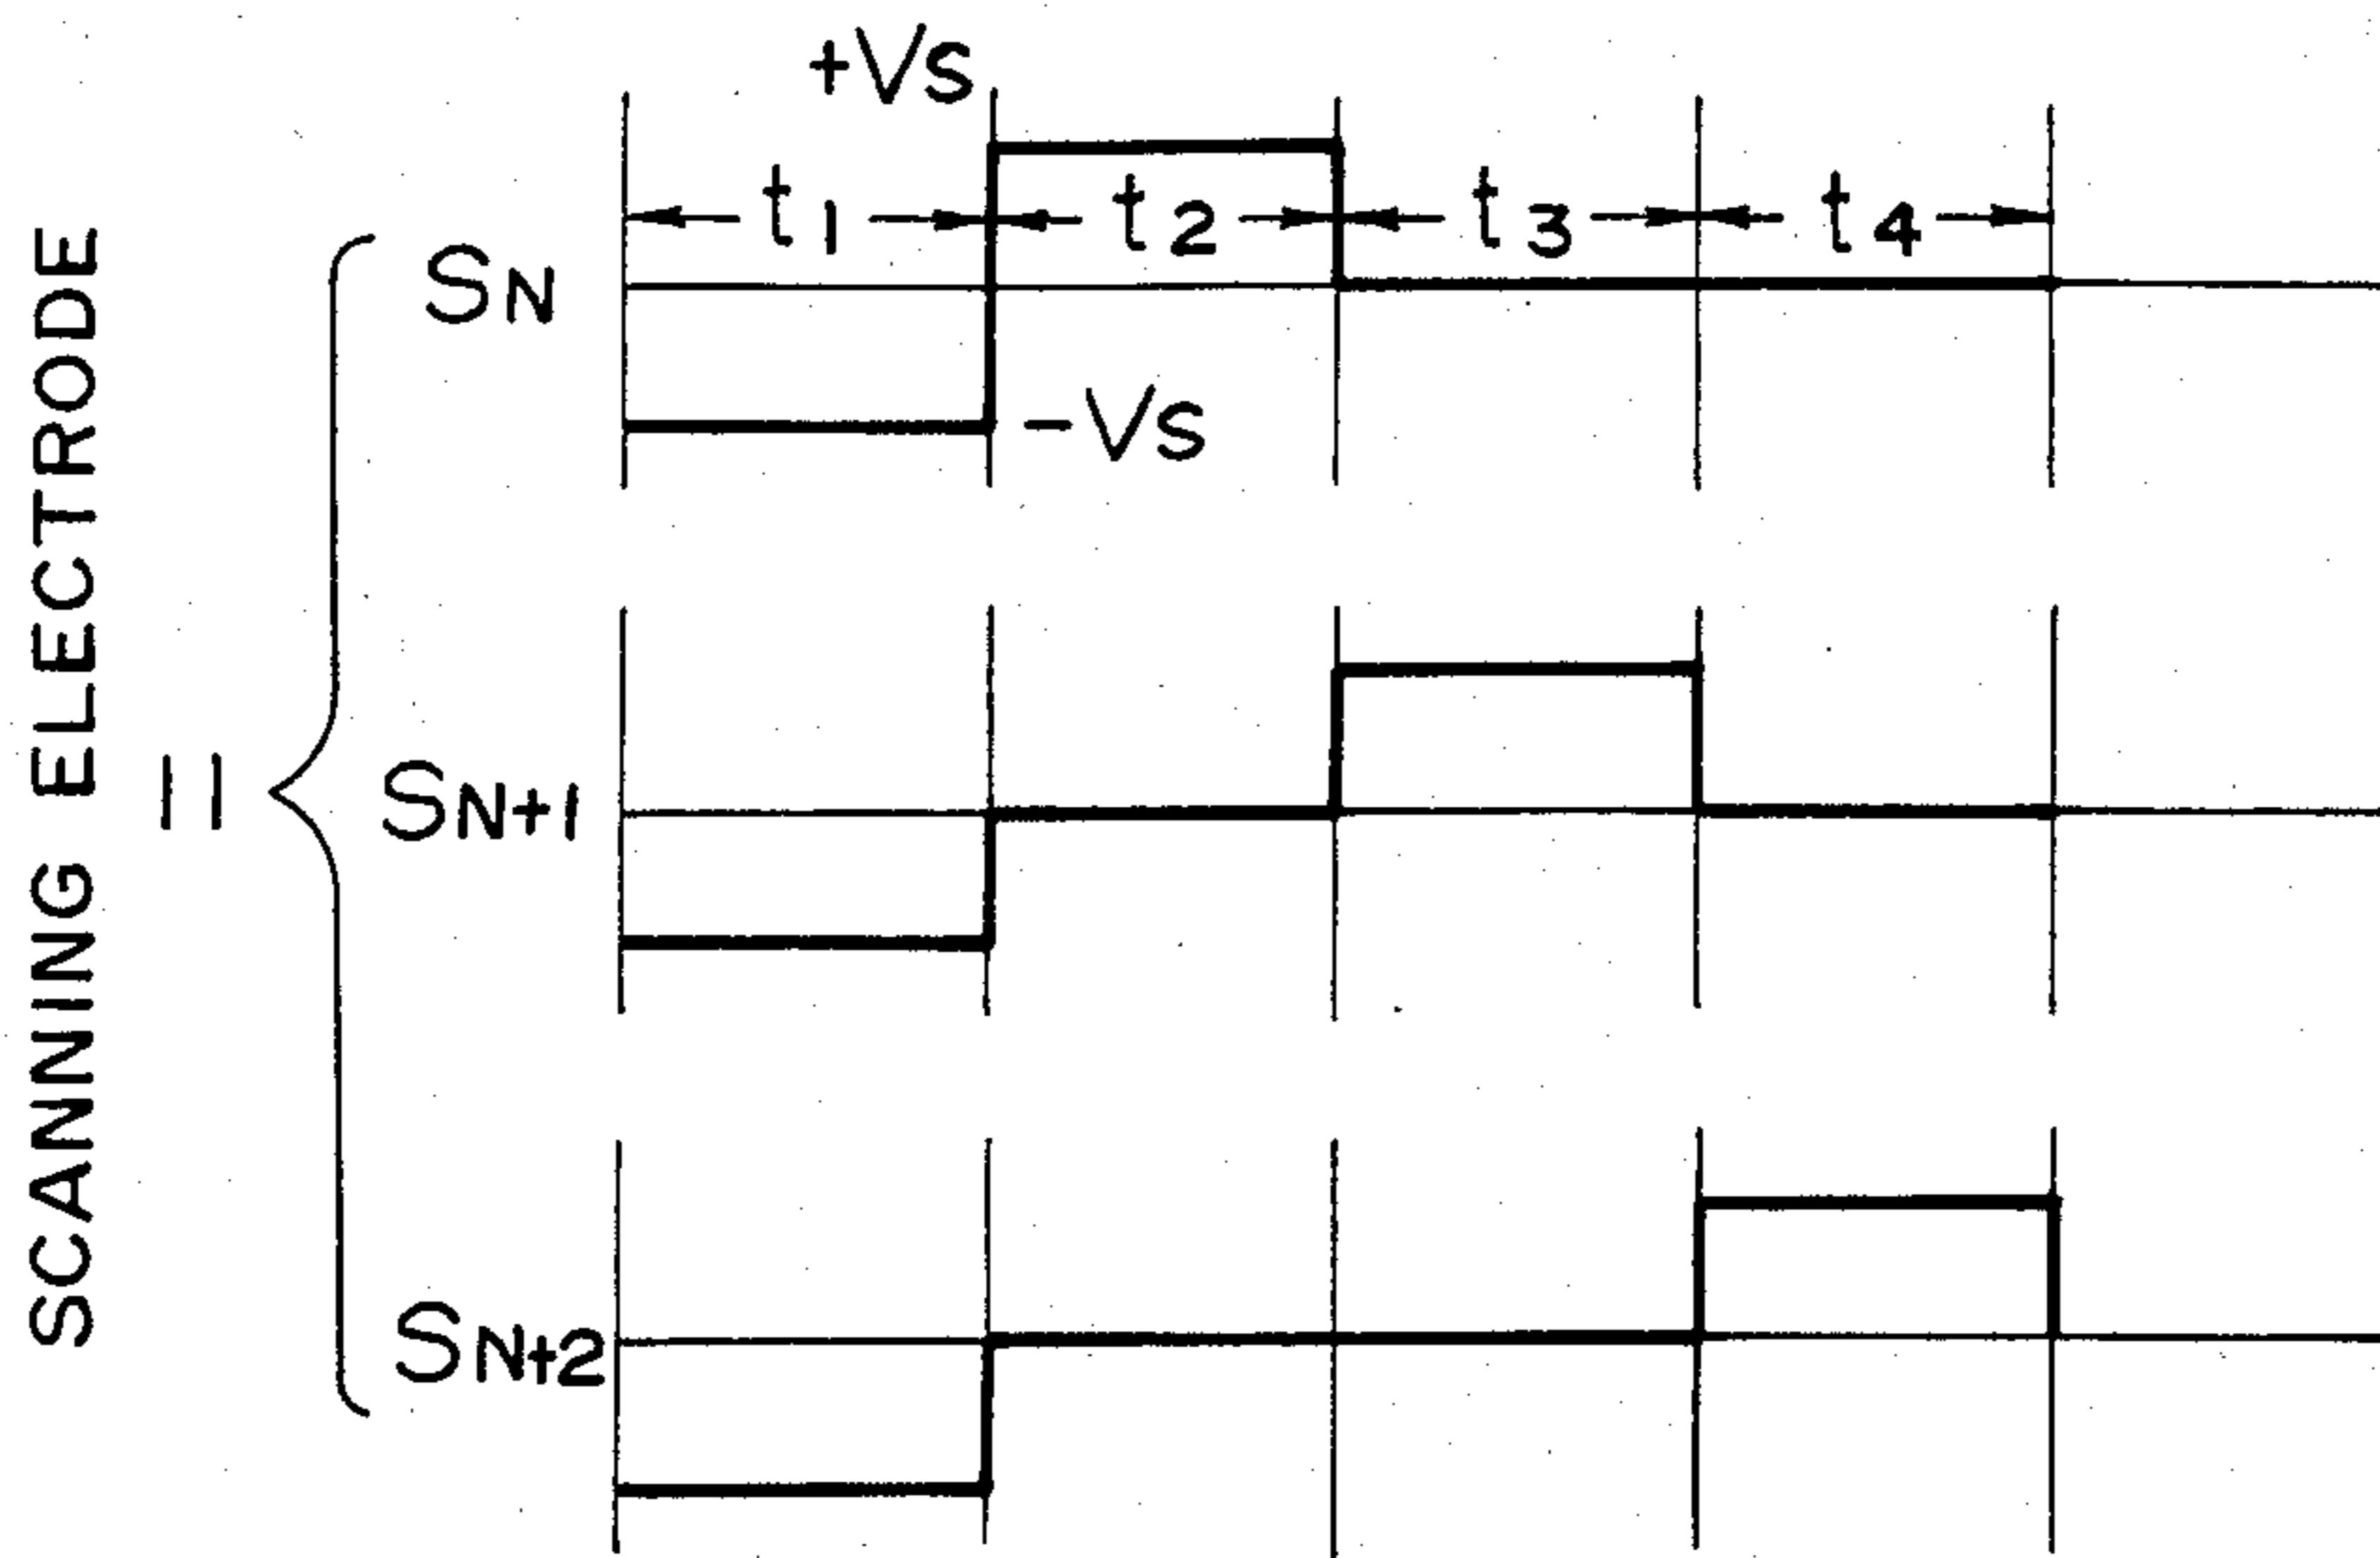 SCANNING ELECTRODE
11
+Vs
t1
t2
t3
t4
SN
-Vs
SN+1
SN+2